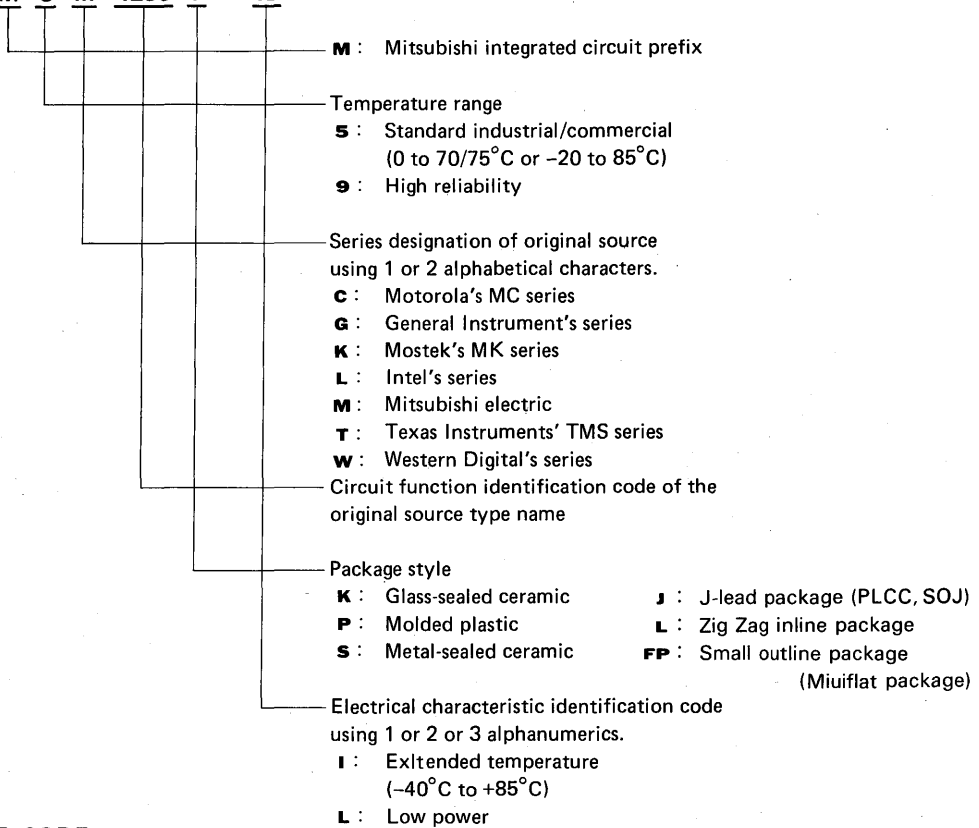 M : Mitsubishi integrated circuit prefix
Temperature range
5 : Standard industrial/commercial
(0 to 70/75°C or –20 to 85°C)
9 : High reliability
Series designation of original source
using 1 or 2 alphabetical characters.
C : Motorola's MC series
G : General Instrument's series
K : Mostek's MK series
L : Intel's series
M : Mitsubishi electric
T : Texas Instruments' TMS series
W : Western Digital's series
Circuit function identification code of the
original source type name
Package style
K : Glass-sealed ceramic J : J-lead package (PLCC, SOJ)
P : Molded plastic L : Zig Zag inline package
S : Metal-sealed ceramic FP : Small outline package
(Miuiflat package)
Electrical characteristic identification code
using 1 or 2 or 3 alphanumerics.
I : Exltended temperature
(–40°C to +85°C)
L : Low power